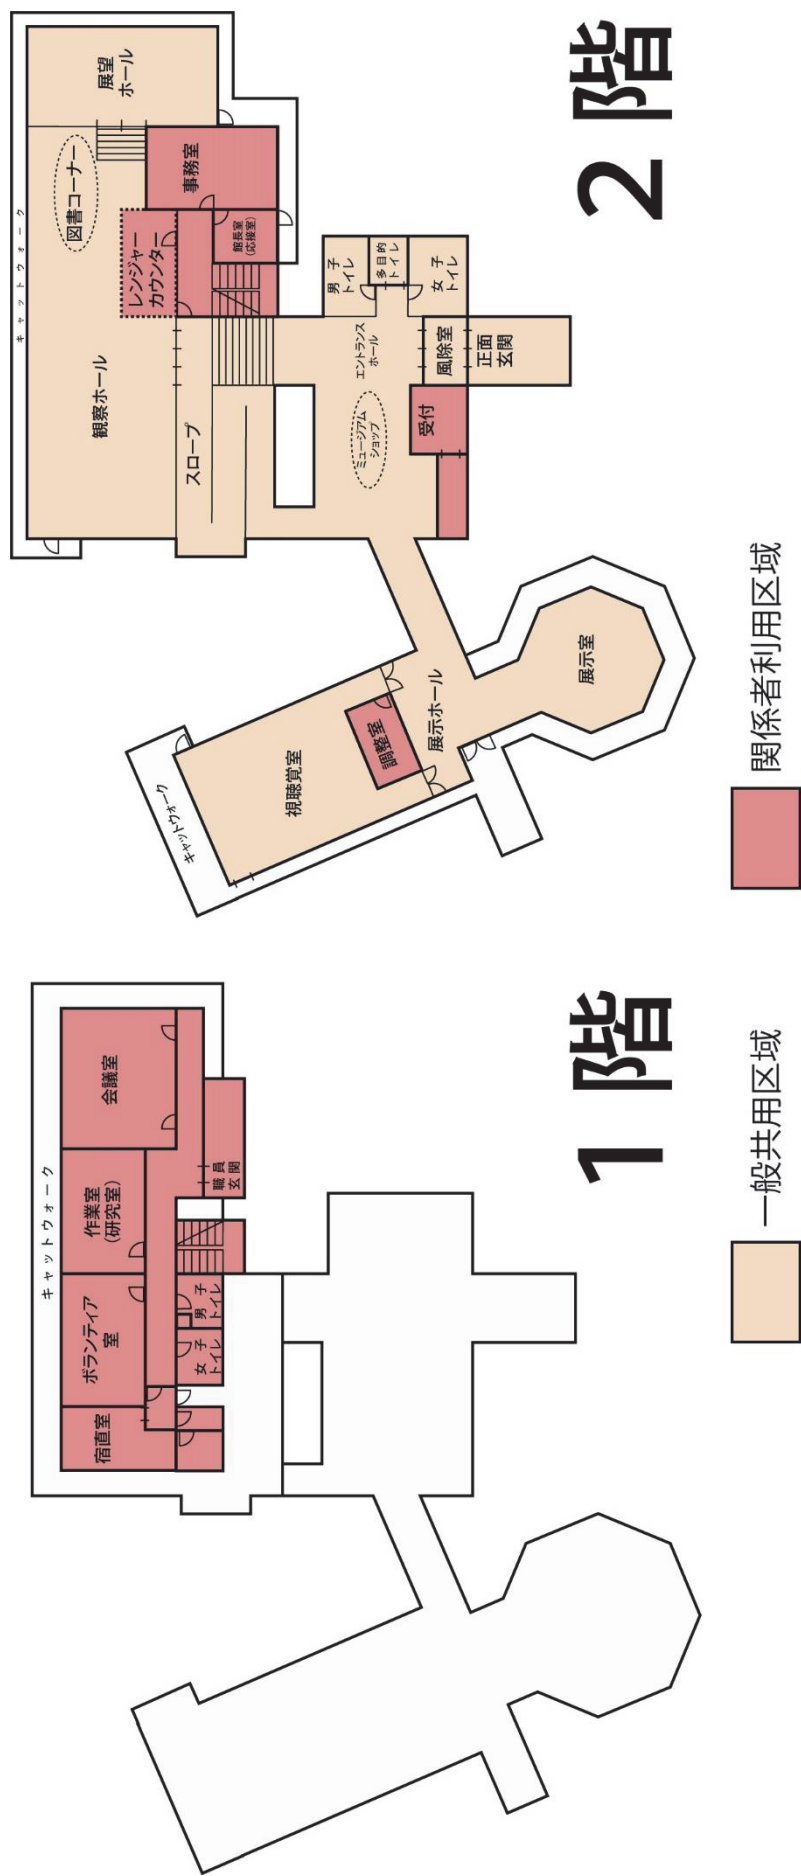 キャットウォーク
宿直室
ボランティア
室
作業室
(研究室)
会議室
女子
トイレ
男子
トイレ
職員
玄関
1階
キャットウォーク
観察ホール
図書コーナー
レンジャー
カウンター
展望
ホール
事務室
館長室
(応接室)
スロープ
キャットウォーク
視聴覚室
調整室
展示ホール
展示室
ミュージアム
ショップ
エントランス
ホール
男子
トイレ
多目的
トイレ
女子
トイレ
受付
風除室
正面
玄関
2階
一般共用区域
関係者利用区域